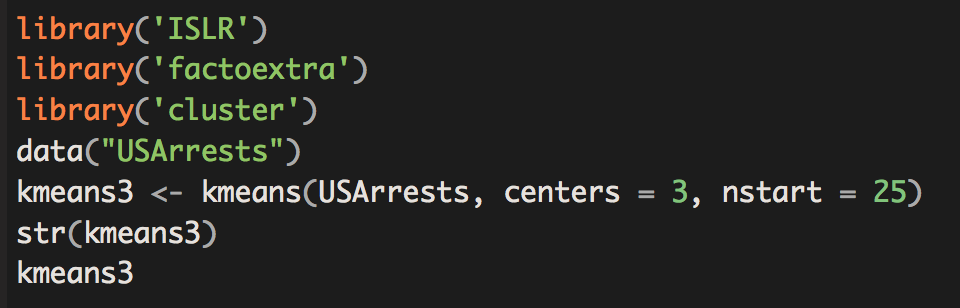 library('ISLR')
library('factoextra')
library('cluster')
data("USArrests")
kmeans3 <- kmeans(USArrests, centers = 3, nstart = 25)
str(kmeans3)
kmeans3